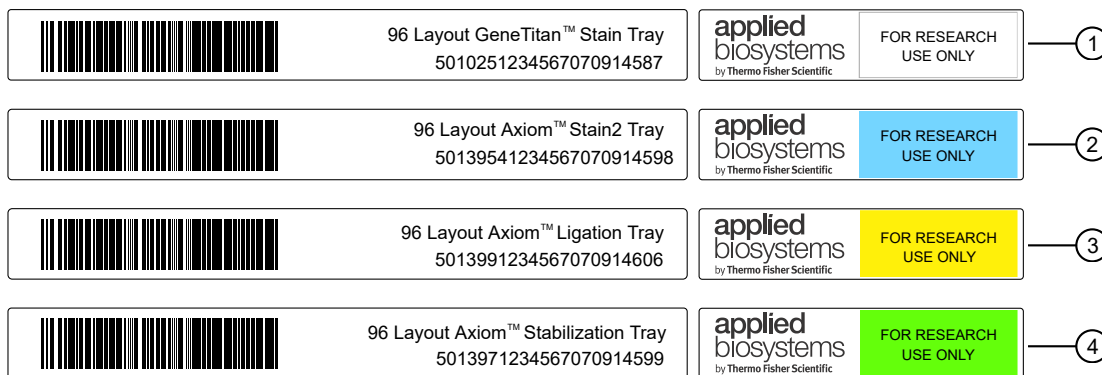 96 Layout GeneTitan™ Stain Tray
5010251234567070914587
applied
biosystems
by Thermo Fisher Scientific
FOR RESEARCH
USE ONLY
1
96 Layout Axiom™ Stain2 Tray
50139541234567070914598
applied
biosystems
by Thermo Fisher Scientific
FOR RESEARCH
USE ONLY
2
96 Layout Axiom™ Ligation Tray
5013991234567070914606
applied
biosystems
by Thermo Fisher Scientific
FOR RESEARCH
USE ONLY
3
96 Layout Axiom™ Stabilization Tray
5013971234567070914599
applied
biosystems
by Thermo Fisher Scientific
FOR RESEARCH
USE ONLY
4